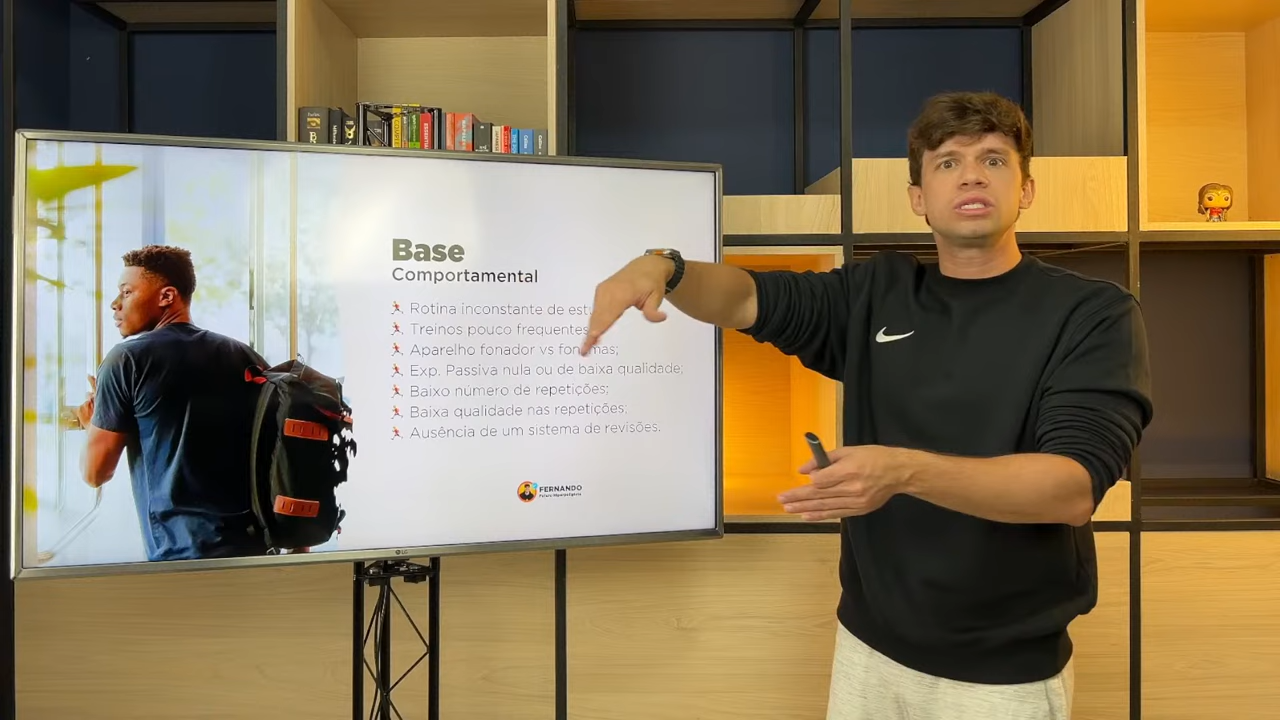 Base
Comportamental
Rotina inconstante de
Treinos pouco frequentes
Aparelho fonador vs
Exp. Passiva nula ou de baixa qualidade;
Baixo número de repetições;
Baixa qualidade nas repetições;
Ausência de um sistema de revisões.
FERNANDO
LG